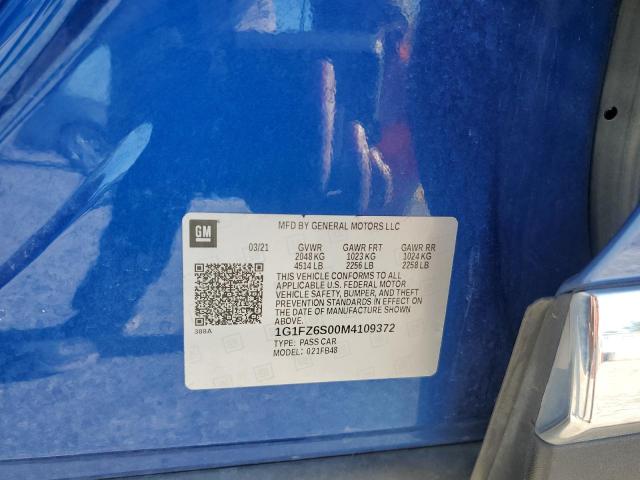 GM
MFD BY GENERAL MOTORS LLC
03/21 GVWR GAWR FRT GAWR RR
2048 KG 1023 KG 1024 KG
4514 LB 2256 LB 2258 LB
THIS VEHICLE CONFORMS TO ALL
APPLICABLE U.S. FEDERAL MOTOR
VEHICLE SAFETY, BUMPER, AND THEFT
PREVENTION STANDARDS IN EFFECT ON
THE DATE OF MANUFACTURE SHOWN ABOVE.
388A
1G1FZ6S00M4109372
TYPE: PASS CAR
MODEL: 021FB48